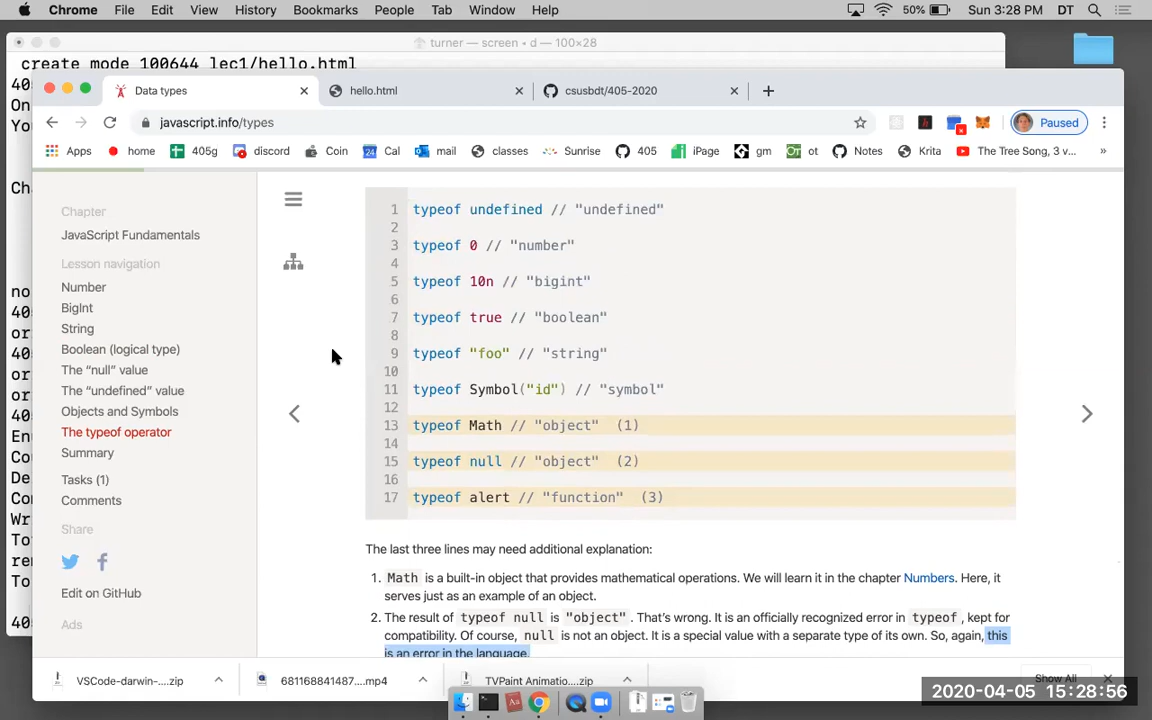 Chrome File Edit View History Bookmarks People Tab Window Help 50% Sun 3:28 PM DT
turner — screen • d — 100×28
create mode 100644 lec1/hello.html
Data types
hello.html
csusbdt/405-2020
javascript.info/types
Paused
Apps home 405g discord Coin Cal mail classes Sunrise 405 iPage gm ot Notes Krita The Tree Song, 3 v... »
Chapter
JavaScript Fundamentals
Lesson navigation
Number
BigInt
String
Boolean (logical type)
The “null” value
The “undefined” value
Objects and Symbols
The typeof operator
Summary
Tasks (1)
Comments
Share
Edit on GitHub
Ads
1 typeof undefined // "undefined"
2
3 typeof 0 // "number"
4
5 typeof 10n // "bigint"
6
7 typeof true // "boolean"
8
9 typeof "foo" // "string"
10
11 typeof Symbol("id") // "symbol"
12
13 typeof Math // "object" (1)
14
15 typeof null // "object" (2)
16
17 typeof alert // "function" (3)
The last three lines may need additional explanation:
1. Math is a built-in object that provides mathematical operations. We will learn it in the chapter Numbers. Here, it
serves just as an example of an object.
2. The result of typeof null is "object". That’s wrong. It is an officially recognized error in typeof, kept for
compatibility. Of course, null is not an object. It is a special value with a separate type of its own. So, again, this
is an error in the language.
VSCode-darwin-....zip
681168841487....mp4
TVPaint Animatio....zip
Show All
2020-04-05 15:28:56